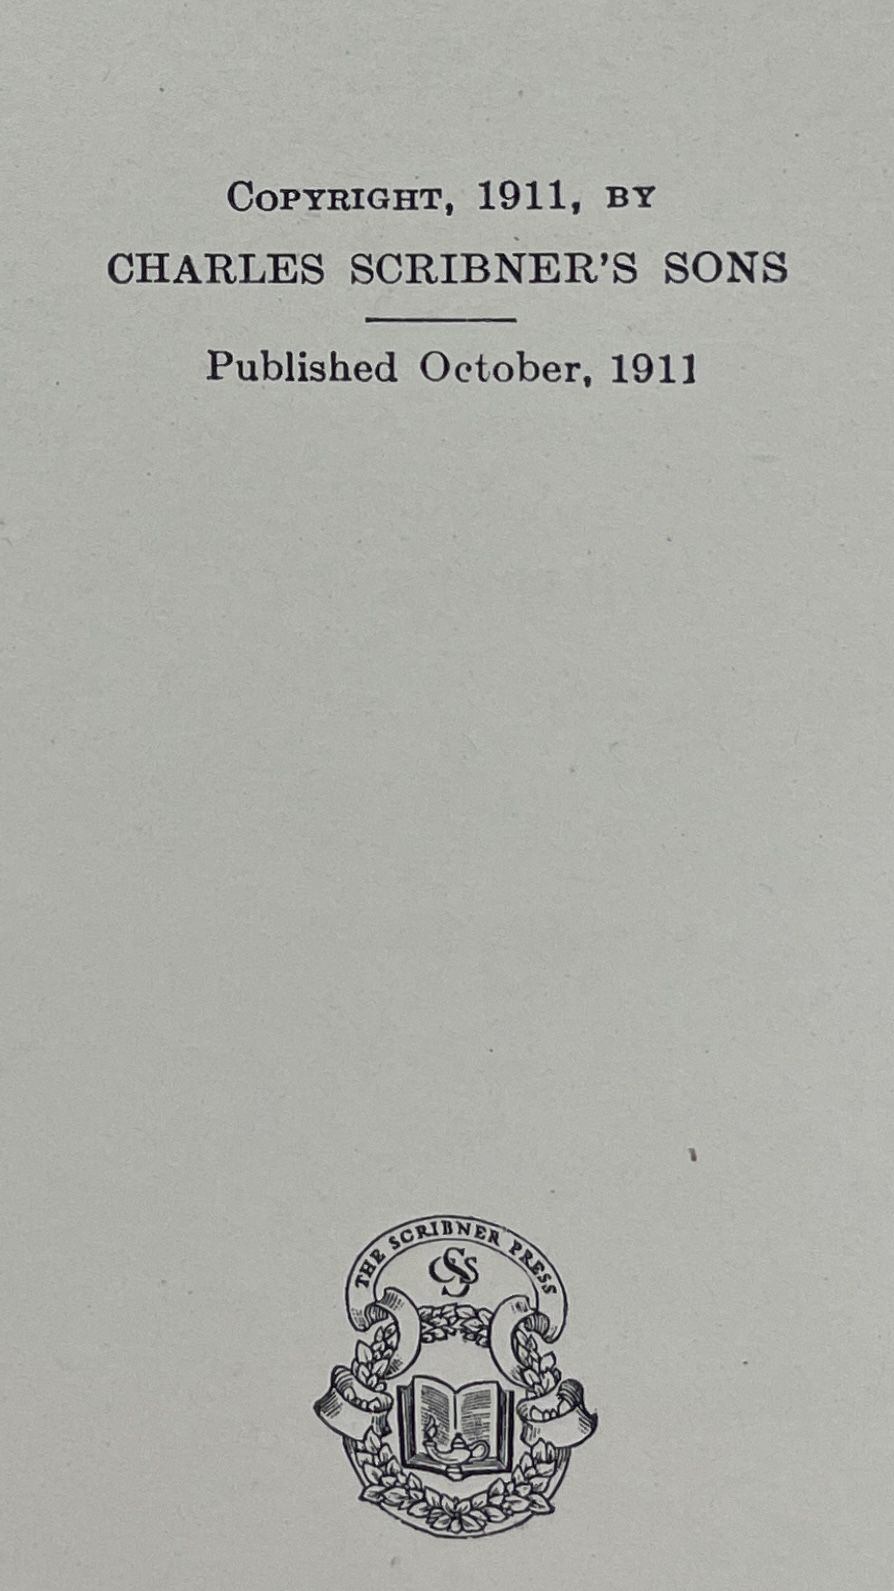 COPYRIGHT, 1911, BY
CHARLES SCRIBNER'S SONS
Published October, 1911
THE SCRIBNER PRESS
CSS